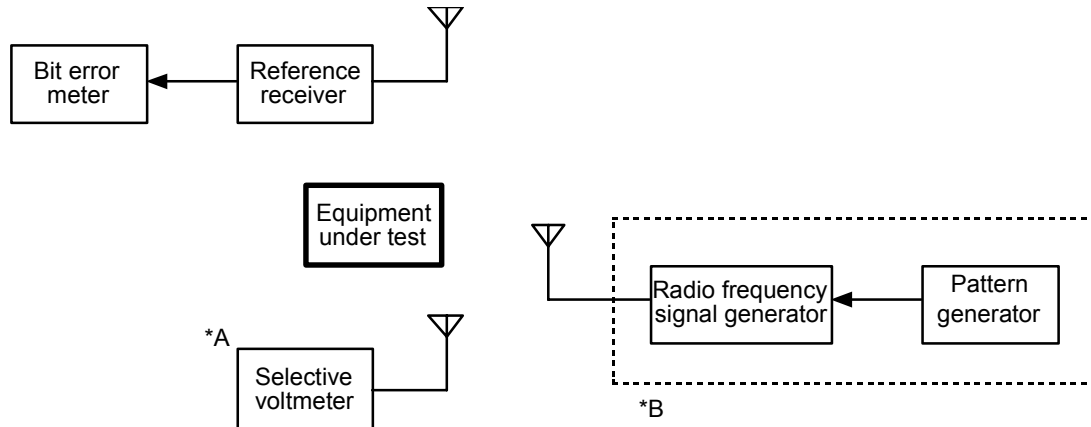 Bit error
meter
Reference
receiver
Equipment
under test
Radio frequency
signal generator
Pattern
generator
*A
Selective
voltmeter
*B